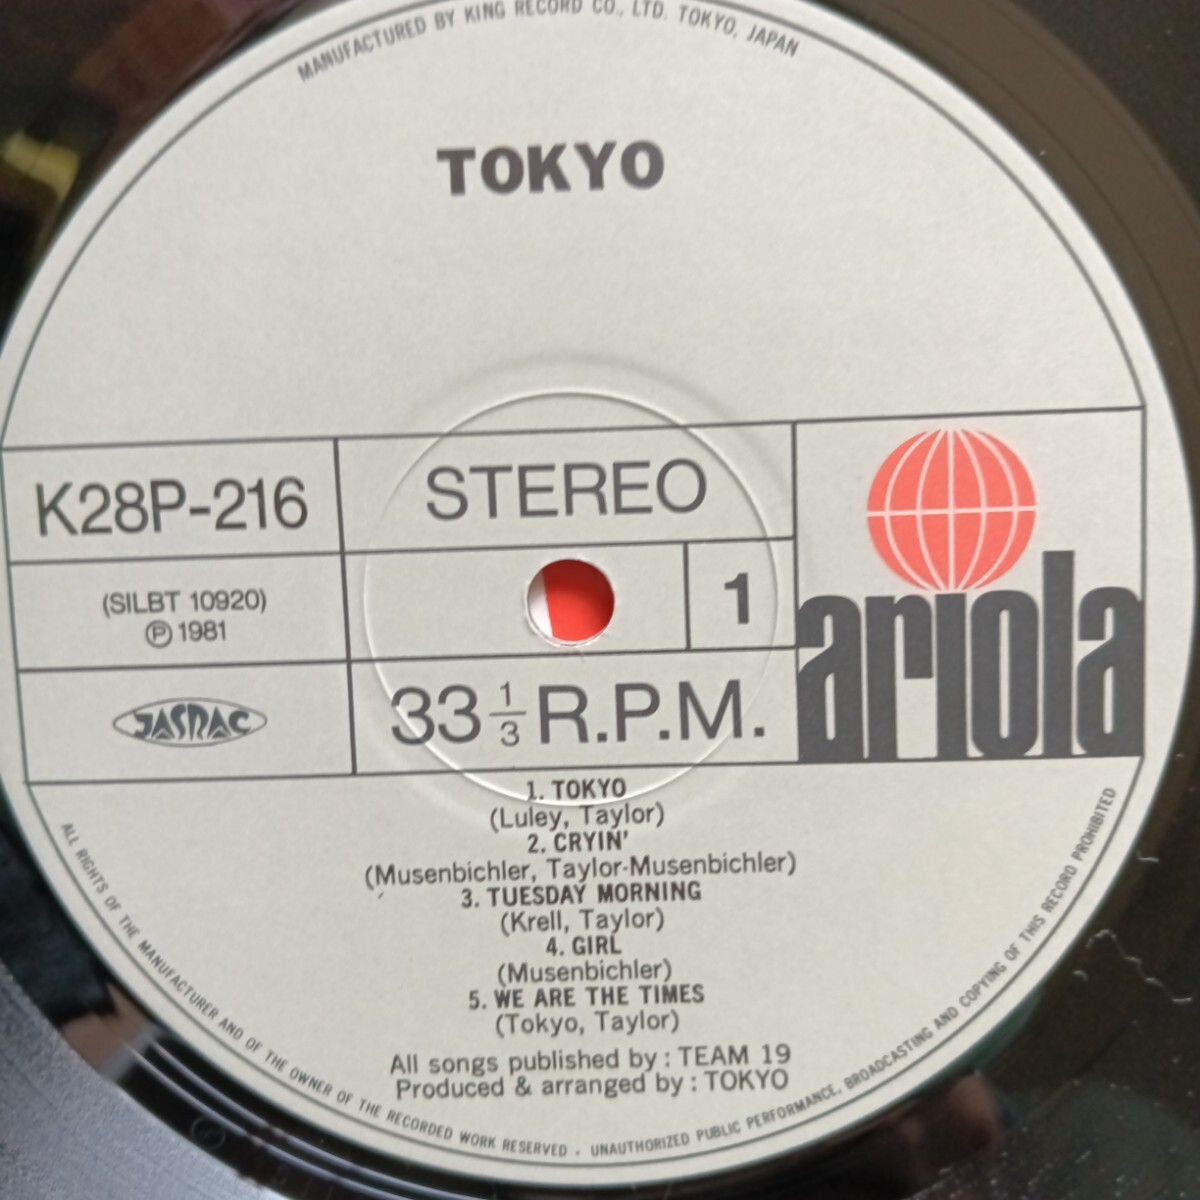 MANUFACTURED BY KING RECORD CO., LTD. TOKYO, JAPAN
TOKYO
K28P-216
STEREO
(SILBT 10920)
Ⓟ 1981
1
ariola
JASRAC
33 1/3 R.P.M.
1. TOKYO
(Luley, Taylor)
2. CRYIN'
(Musenbichler, Taylor-Musenbichler)
3. TUESDAY MORNING
(Krell, Taylor)
4. GIRL
(Musenbichler)
5. WE ARE THE TIMES
(Tokyo, Taylor)
All songs published by : TEAM 19
Produced & arranged by : TOKYO
ALL RIGHTS OF THE MANUFACTURER AND OF THE OWNER OF THE RECORDED WORK RESERVED . UNAUTHORIZED PUBLIC PERFORMANCE, BROADCASTING AND COPYING OF THIS RECORD PROHIBITED